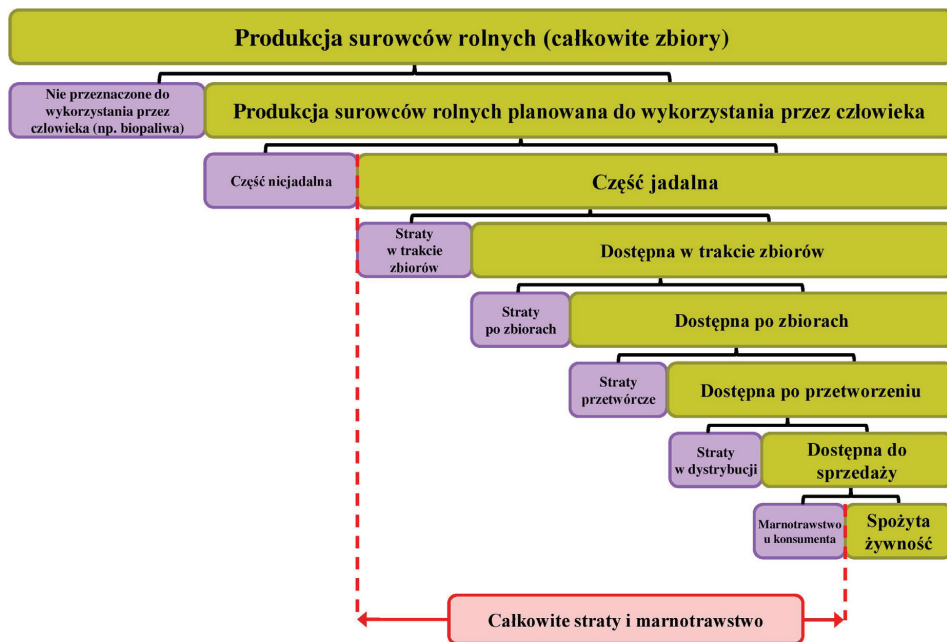 Produkcja surowców rolnych (całkowite zbiory)
Nie przeznaczone do
wykorzystania przez
człowieka (np. biopaliwa)
Produkcja surowców rolnych planowana do wykorzystania przez człowieka
Część niejadalna
Część jadalna
Straty
w trakcie
zbiorów
Dostępna w trakcie zbiorów
Straty
po zbiorach
Dostępna po zbiorach
Straty
przetwórcze
Dostępna po przetworzeniu
Straty
w dystrybucji
Dostępna do
sprzedaży
Marnotrawstwo
u konsumenta
Spożyta
żywność
Całkowite straty i marnotrawstwo